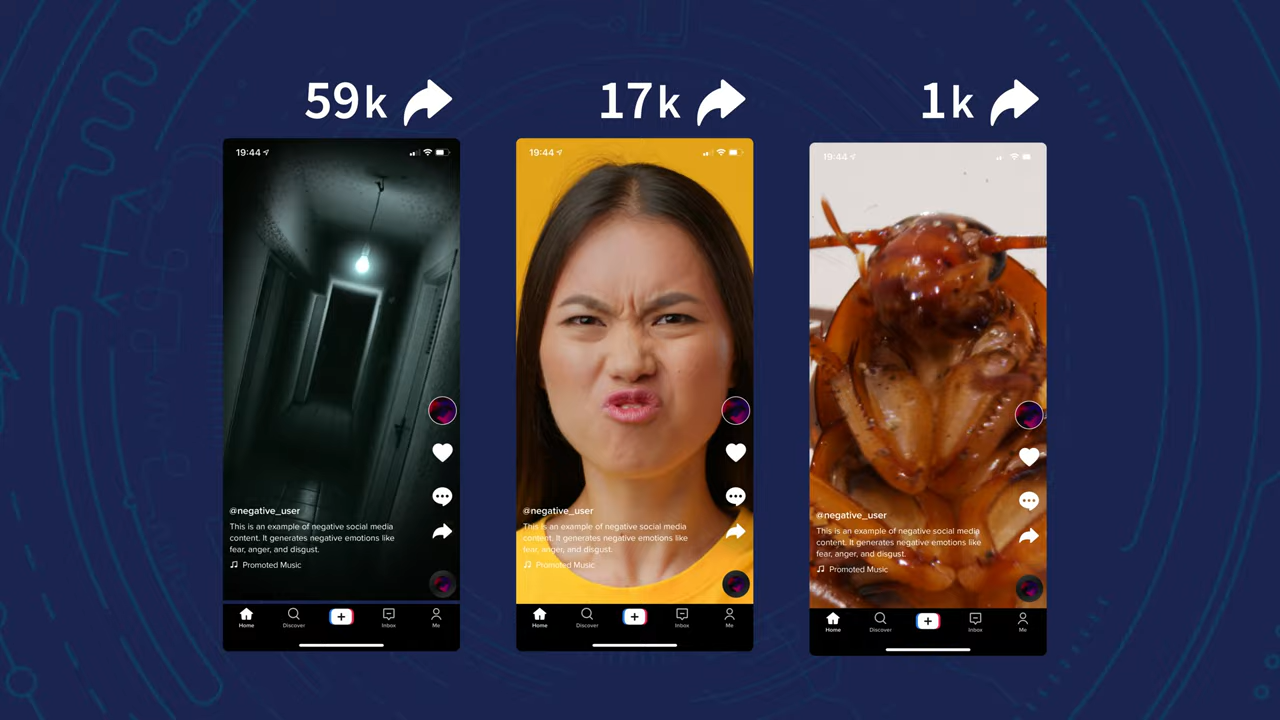 59k
17k
1k
19:44
@negative_user
This is an example of negative social media
content. It generates negative emotions like
fear, anger, and disgust.
Promoted Music
Home
Discover
Inbox
Me
19:44
@negative_user
This is an example of negative social media
content. It generates negative emotions like
fear, anger, and disgust.
Promoted Music
Home
Discover
Inbox
Me
19:44
@negative_user
This is an example of negative social media
content. It generates negative emotions like
fear, anger, and disgust.
Promoted Music
Home
Discover
Inbox
Me